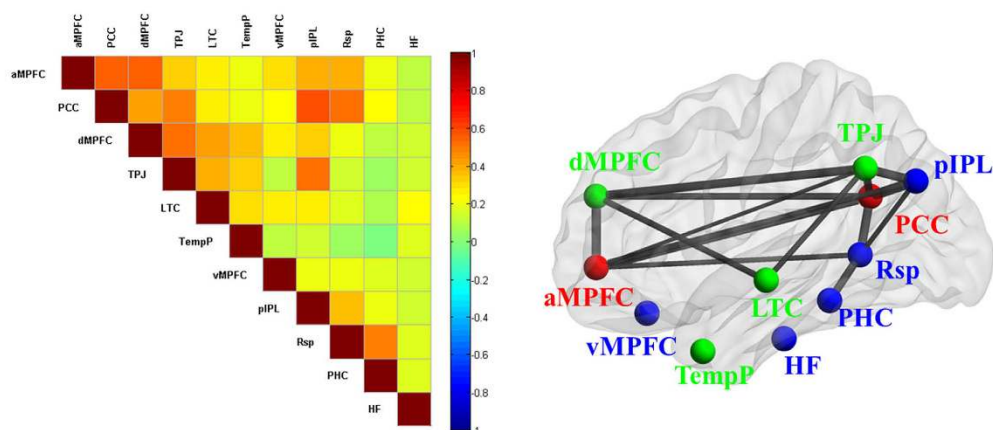 aMPFC
PCC
dMPFC
TPJ
LTC
TempP
vMPFC
pIPL
Rsp
PHC
HF
aMPFC
PCC
dMPFC
TPJ
LTC
TempP
vMPFC
pIPL
Rsp
PHC
HF
1
0.8
0.6
0.4
0.2
0
-0.2
-0.4
-0.6
-0.8
-1
TPJ
dMPFC
pIPL
PCC
Rsp
aMPFC
LTC
PHC
vMPFC
HF
TempP